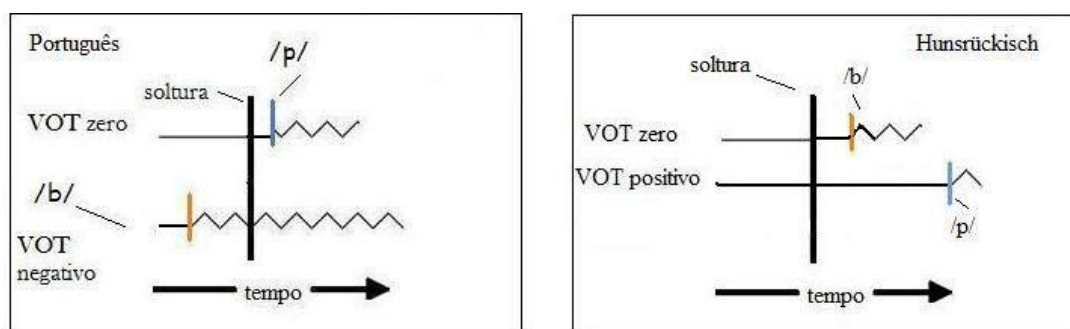 Português
/p/
soltura
VOT zero
/b/
VOT
negativo
tempo
Hunsrückisch
soltura
/b/
VOT zero
VOT positivo
/p/
tempo